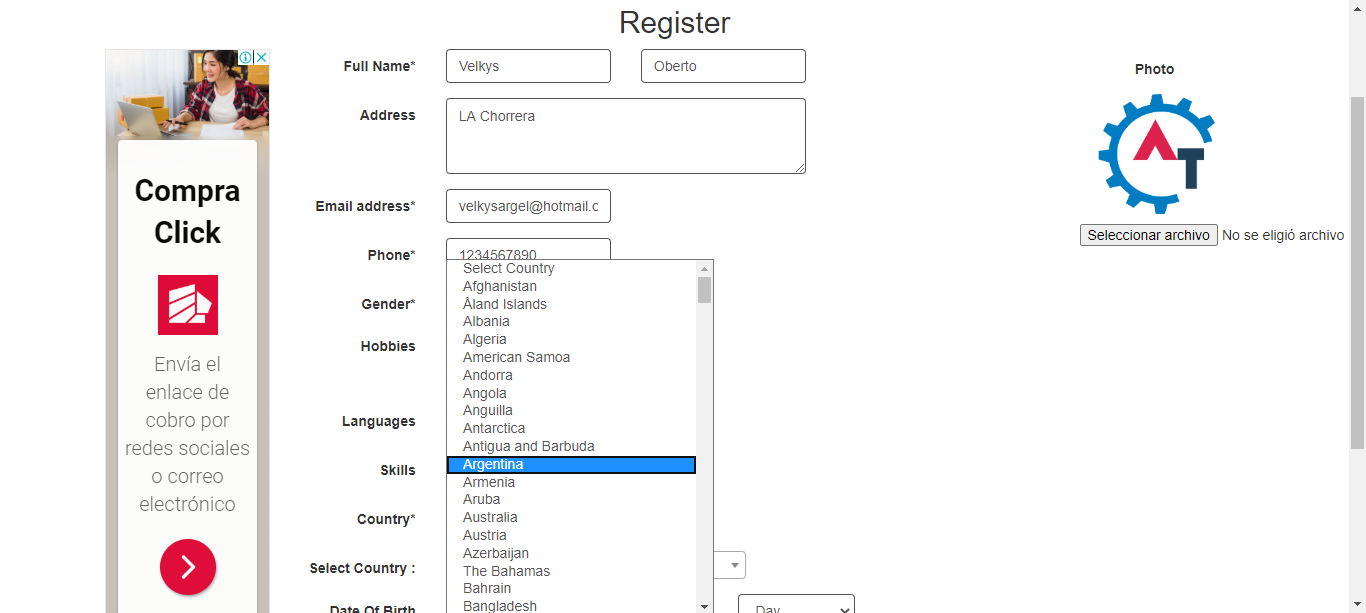 Register
Compra
Click
Envía el
enlace de
cobro por
redes sociales
o correo
electrónico
Full Name*
Velkys
Oberto
Address
LA Chorrera
Email address*
velkysargel@hotmail.c
Phone*
1234567890
Gender*
Hobbies
Languages
Skills
Country*
Select Country :
Date Of Birth
Select Country
Afghanistan
Åland Islands
Albania
Algeria
American Samoa
Andorra
Angola
Anguilla
Antarctica
Antigua and Barbuda
Argentina
Armenia
Aruba
Australia
Austria
Azerbaijan
The Bahamas
Bahrain
Bangladesh
Day
Photo
AT
Seleccionar archivo No se eligió archivo